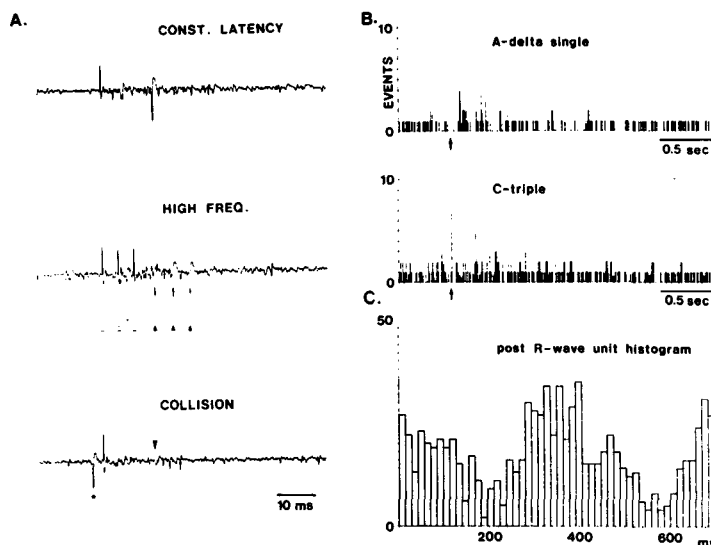 A.
CONST. LATENCY
HIGH FREQ.
COLLISION
10 ms
B.
10
EVENTS
0
A-delta single
0.5 sec
10
0
C-triple
0.5 sec
C.
50
0
post R-wave unit histogram
200
400
600
ms